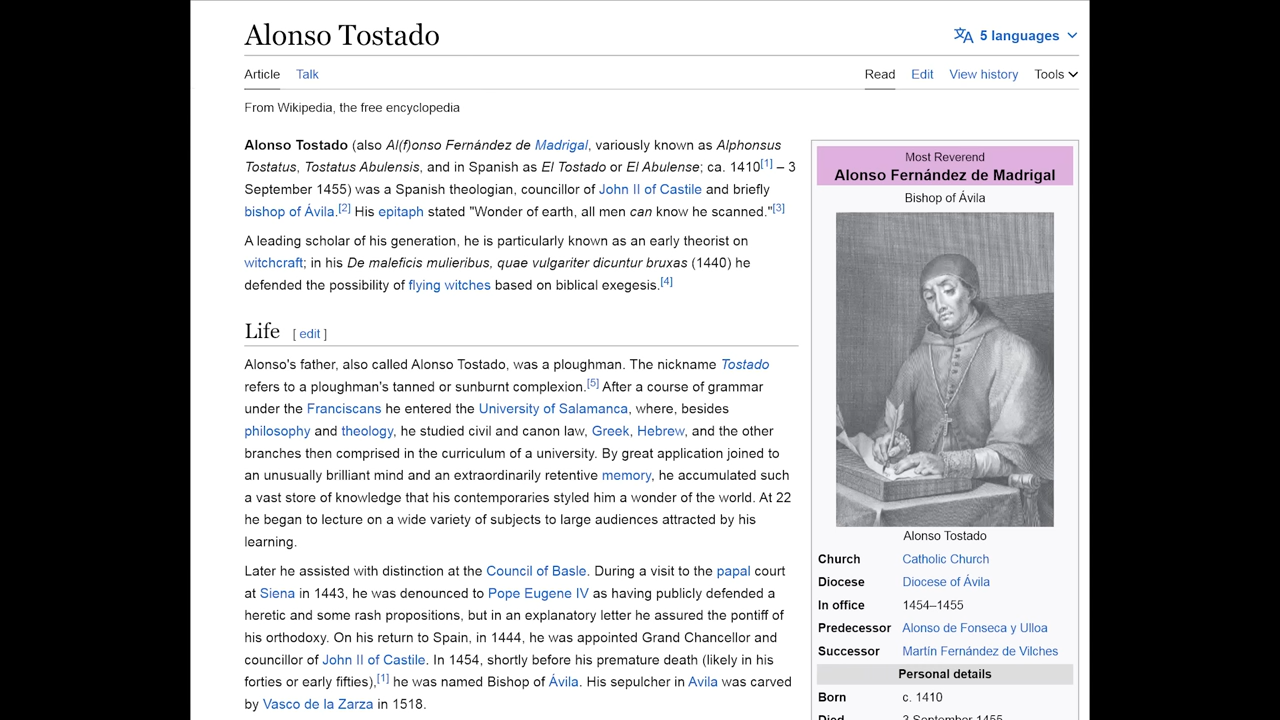 Alonso Tostado
5 languages
Article Talk
Read Edit View history Tools
From Wikipedia, the free encyclopedia
Alonso Tostado (also Al(f)onso Fernández de Madrigal, variously known as Alphonsus
Tostatus, Tostatus Abulensis, and in Spanish as El Tostado or El Abulense; ca. 1410[1] – 3
September 1455) was a Spanish theologian, councillor of John II of Castile and briefly
bishop of Ávila.[2] His epitaph stated "Wonder of earth, all men can know he scanned."[3]
A leading scholar of his generation, he is particularly known as an early theorist on
witchcraft; in his De maleficis mulieribus, quae vulgariter dicuntur bruxas (1440) he
defended the possibility of flying witches based on biblical exegesis.[4]
Life [ edit ]
Alonso's father, also called Alonso Tostado, was a ploughman. The nickname Tostado
refers to a ploughman's tanned or sunburnt complexion.[5] After a course of grammar
under the Franciscans he entered the University of Salamanca, where, besides
philosophy and theology, he studied civil and canon law, Greek, Hebrew, and the other
branches then comprised in the curriculum of a university. By great application joined to
an unusually brilliant mind and an extraordinarily retentive memory, he accumulated such
a vast store of knowledge that his contemporaries styled him a wonder of the world. At 22
he began to lecture on a wide variety of subjects to large audiences attracted by his
learning.
Later he assisted with distinction at the Council of Basle. During a visit to the papal court
at Siena in 1443, he was denounced to Pope Eugene IV as having publicly defended a
heretic and some rash propositions, but in an explanatory letter he assured the pontiff of
his orthodoxy. On his return to Spain, in 1444, he was appointed Grand Chancellor and
councillor of John II of Castile. In 1454, shortly before his premature death (likely in his
forties or early fifties),[1] he was named Bishop of Ávila. His sepulcher in Avila was carved
by Vasco de la Zarza in 1518.
Most Reverend
Alonso Fernández de Madrigal
Bishop of Ávila
Alonso Tostado
Church Catholic Church
Diocese Diocese of Ávila
In office 1454–1455
Predecessor Alonso de Fonseca y Ulloa
Successor Martín Fernández de Vilches
Personal details
Born c. 1410
Died 3 September 1455